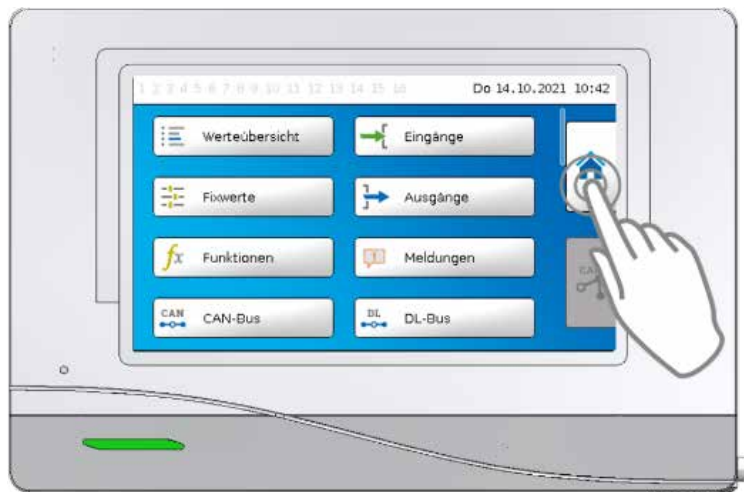 1 2 3 4 5 6 7 8 9 10 11 12 13 14 15 16 Do 14.10.2021 10:42
Werteübersicht Eingänge
Fixwerte Ausgänge
fx Funktionen Meldungen
CAN CAN-Bus DL DL-Bus